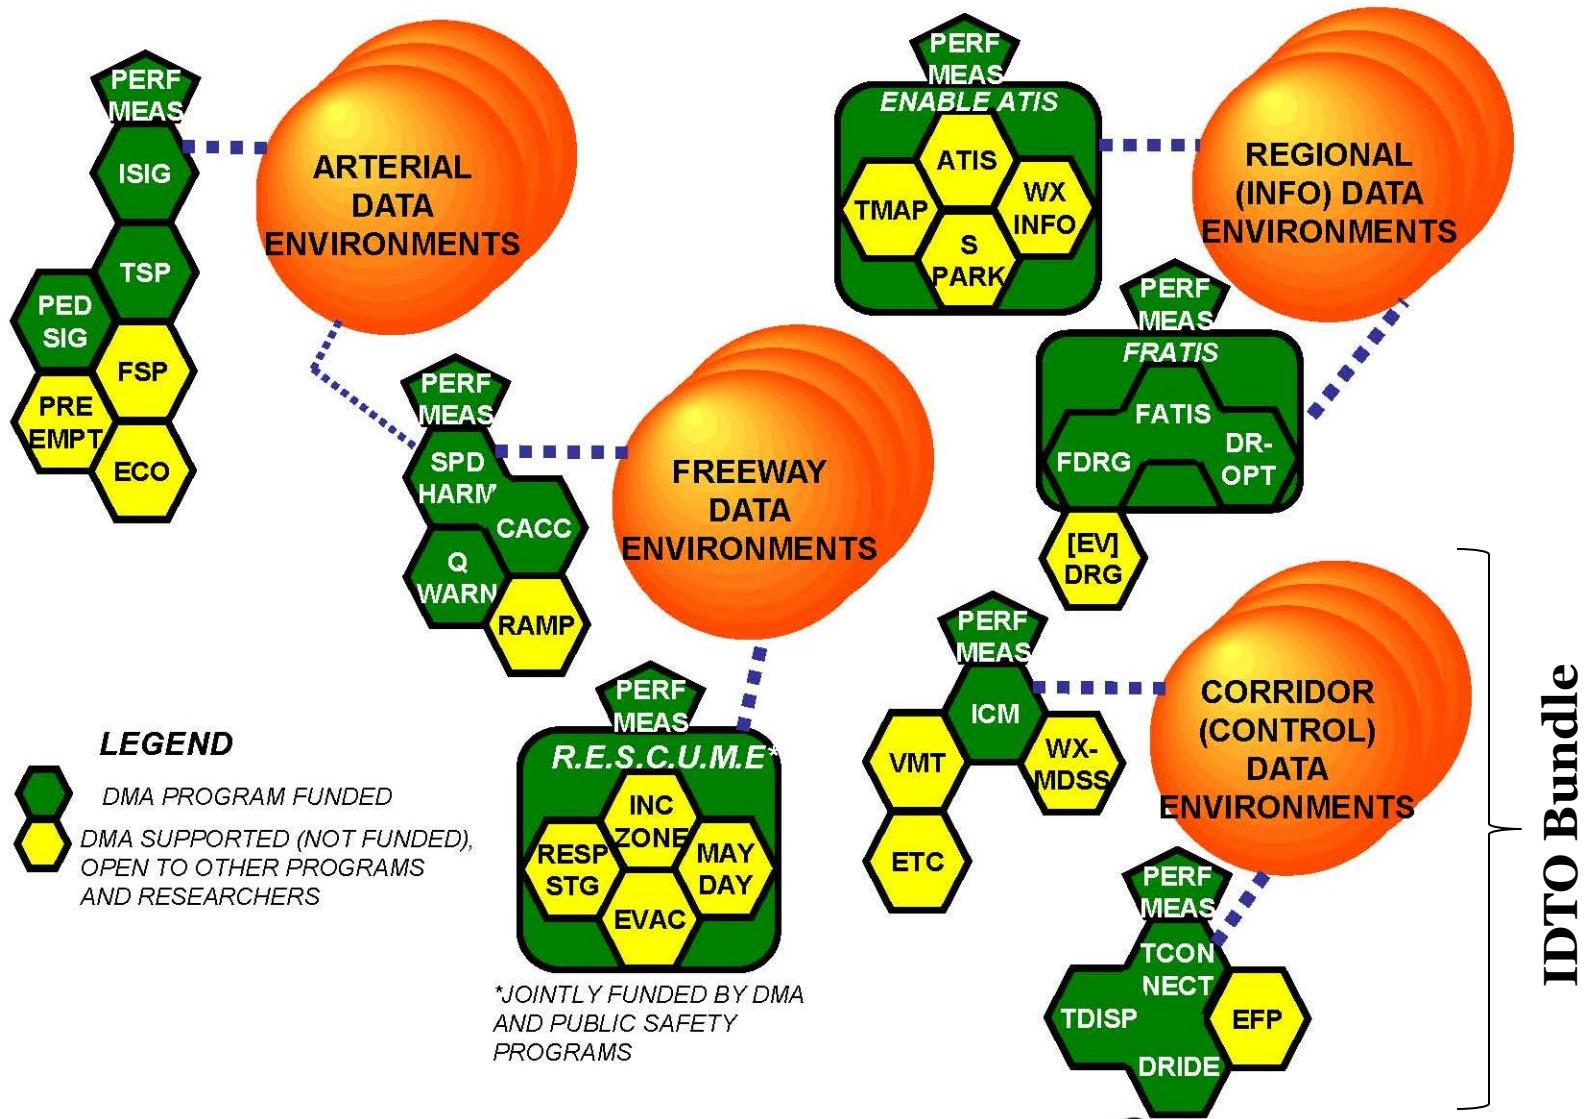 PERF
MEAS
ISIG
TSP
PED
SIG
FSP
PRE
EMPT
ECO
ARTERIAL
DATA
ENVIRONMENTS
PERF
MEAS
SPD
HARM
CACC
Q
WARN
RAMP
FREEWAY
DATA
ENVIRONMENTS
PERF
MEAS
R.E.S.C.U.M.E*
INC
ZONE
RESP
STG
MAY
DAY
EVAC
*JOINTLY FUNDED BY DMA
AND PUBLIC SAFETY
PROGRAMS
LEGEND
DMA PROGRAM FUNDED
DMA SUPPORTED (NOT FUNDED),
OPEN TO OTHER PROGRAMS
AND RESEARCHERS
PERF
MEAS
ENABLE ATIS
ATIS
TMAP
WX
INFO
S
PARK
REGIONAL
(INFO) DATA
ENVIRONMENTS
PERF
MEAS
FRATIS
FATIS
FDRG
DR-
OPT
[EV]
DRG
PERF
MEAS
ICM
VMT
WX-
MDSS
ETC
CORRIDOR
(CONTROL)
DATA
ENVIRONMENTS
PERF
MEAS
TCON
NECT
TDISP
EFP
DRIDE
IDTO Bundle